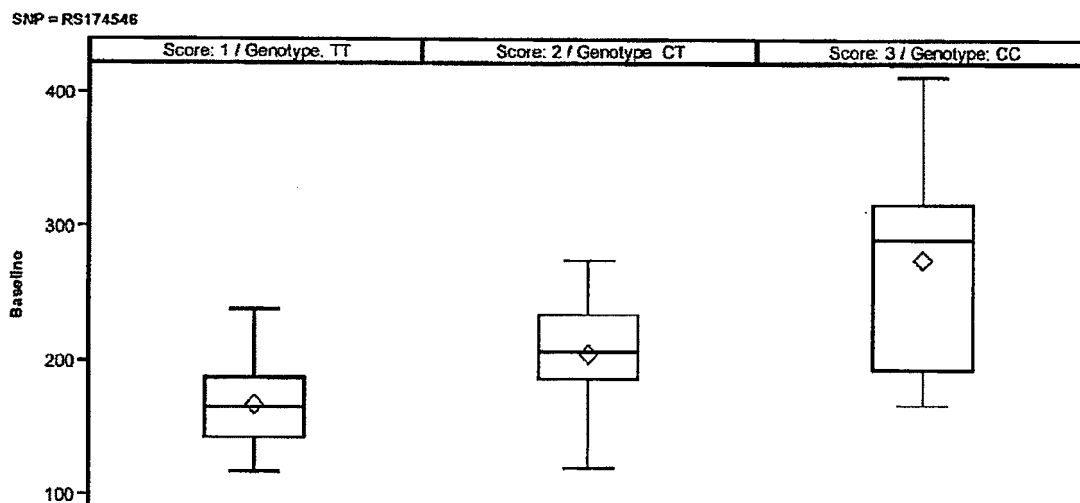 SNP = RS174546
Score: 1 / Genotype. TT
Score: 2 / Genotype CT
Score: 3 / Genotype: CC
400
300
200
100
Baseline